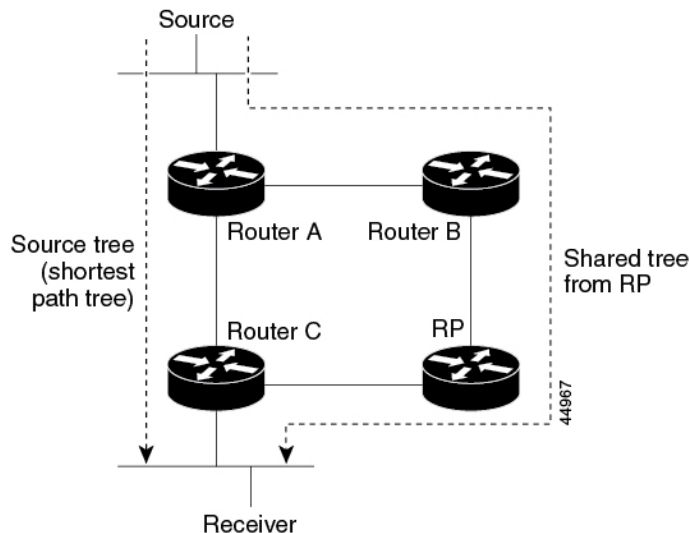 Source
Router A
Router B
Source tree
(shortest
path tree)
Shared tree
from RP
Router C
RP
44967
Receiver